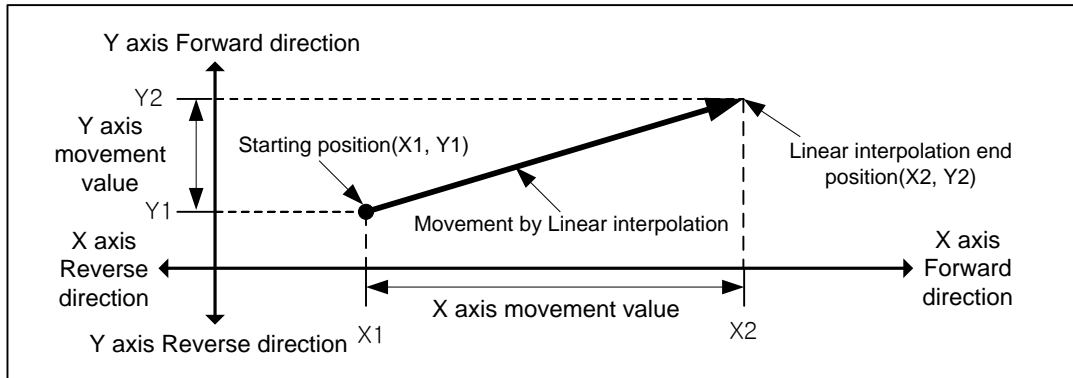 Y axis Forward direction
Y2
Y axis
movement
value
Starting position(X1, Y1)
Linear interpolation end
position(X2, Y2)
Y1
Movement by Linear interpolation
X axis
Reverse
direction
X axis
Forward
direction
X axis movement value
Y axis Reverse direction
X1
X2